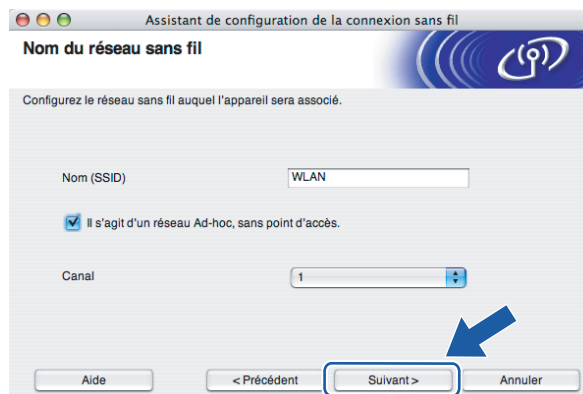 Assistant de configuration de la connexion sans fil
Nom du réseau sans fil
Configurez le réseau sans fil auquel l'appareil sera associé.
Nom (SSID) WLAN
Il s'agit d'un réseau Ad-hoc, sans point d'accès.
Canal 1
Aide < Précédent Suivant > Annuler